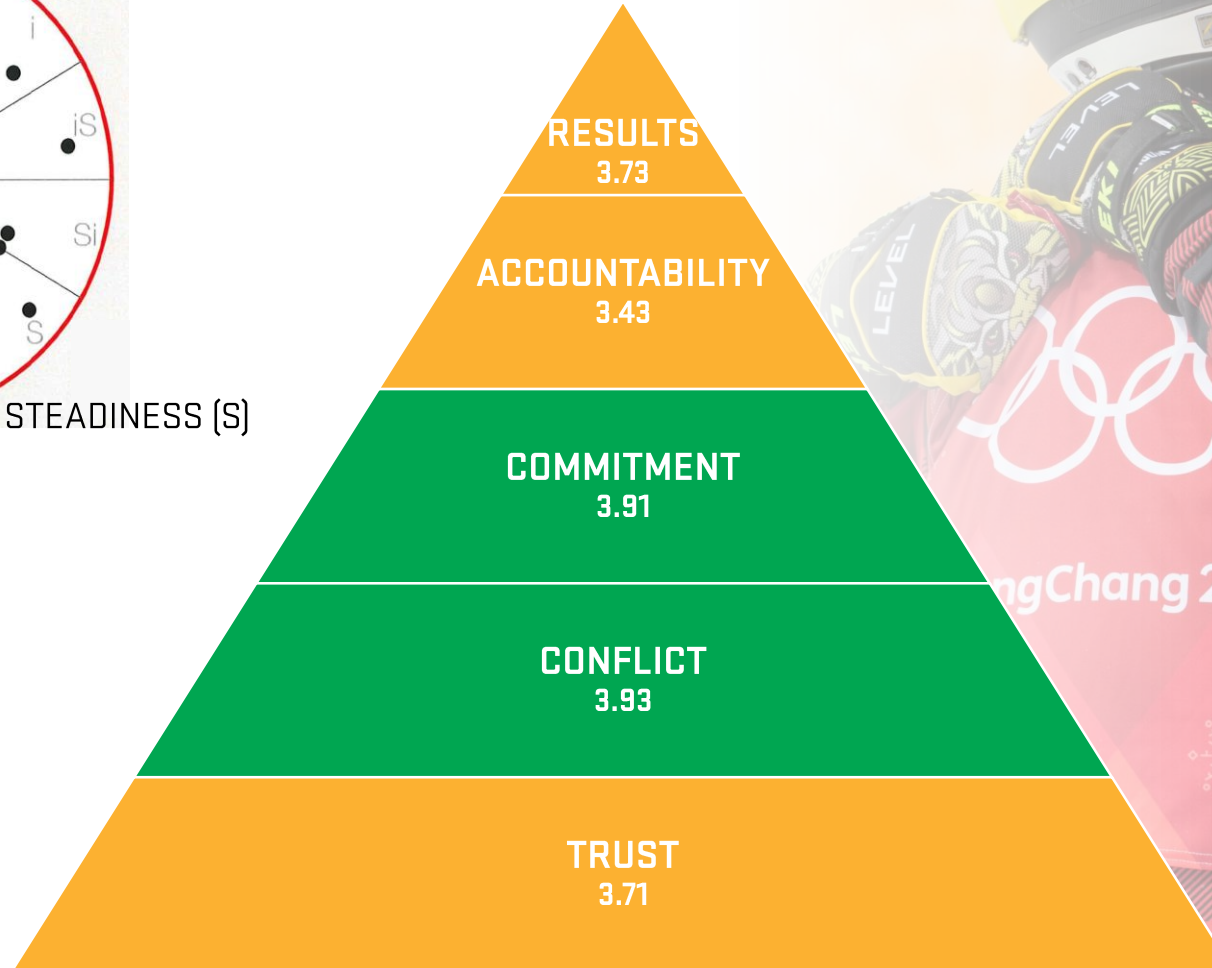 i
iS
Si
S
STEADINESS (S)
RESULTS
3.73
ACCOUNTABILITY
3.43
COMMITMENT
3.91
CONFLICT
3.93
TRUST
3.71
LEVEL
LEVEL
EKI
ngChang 2